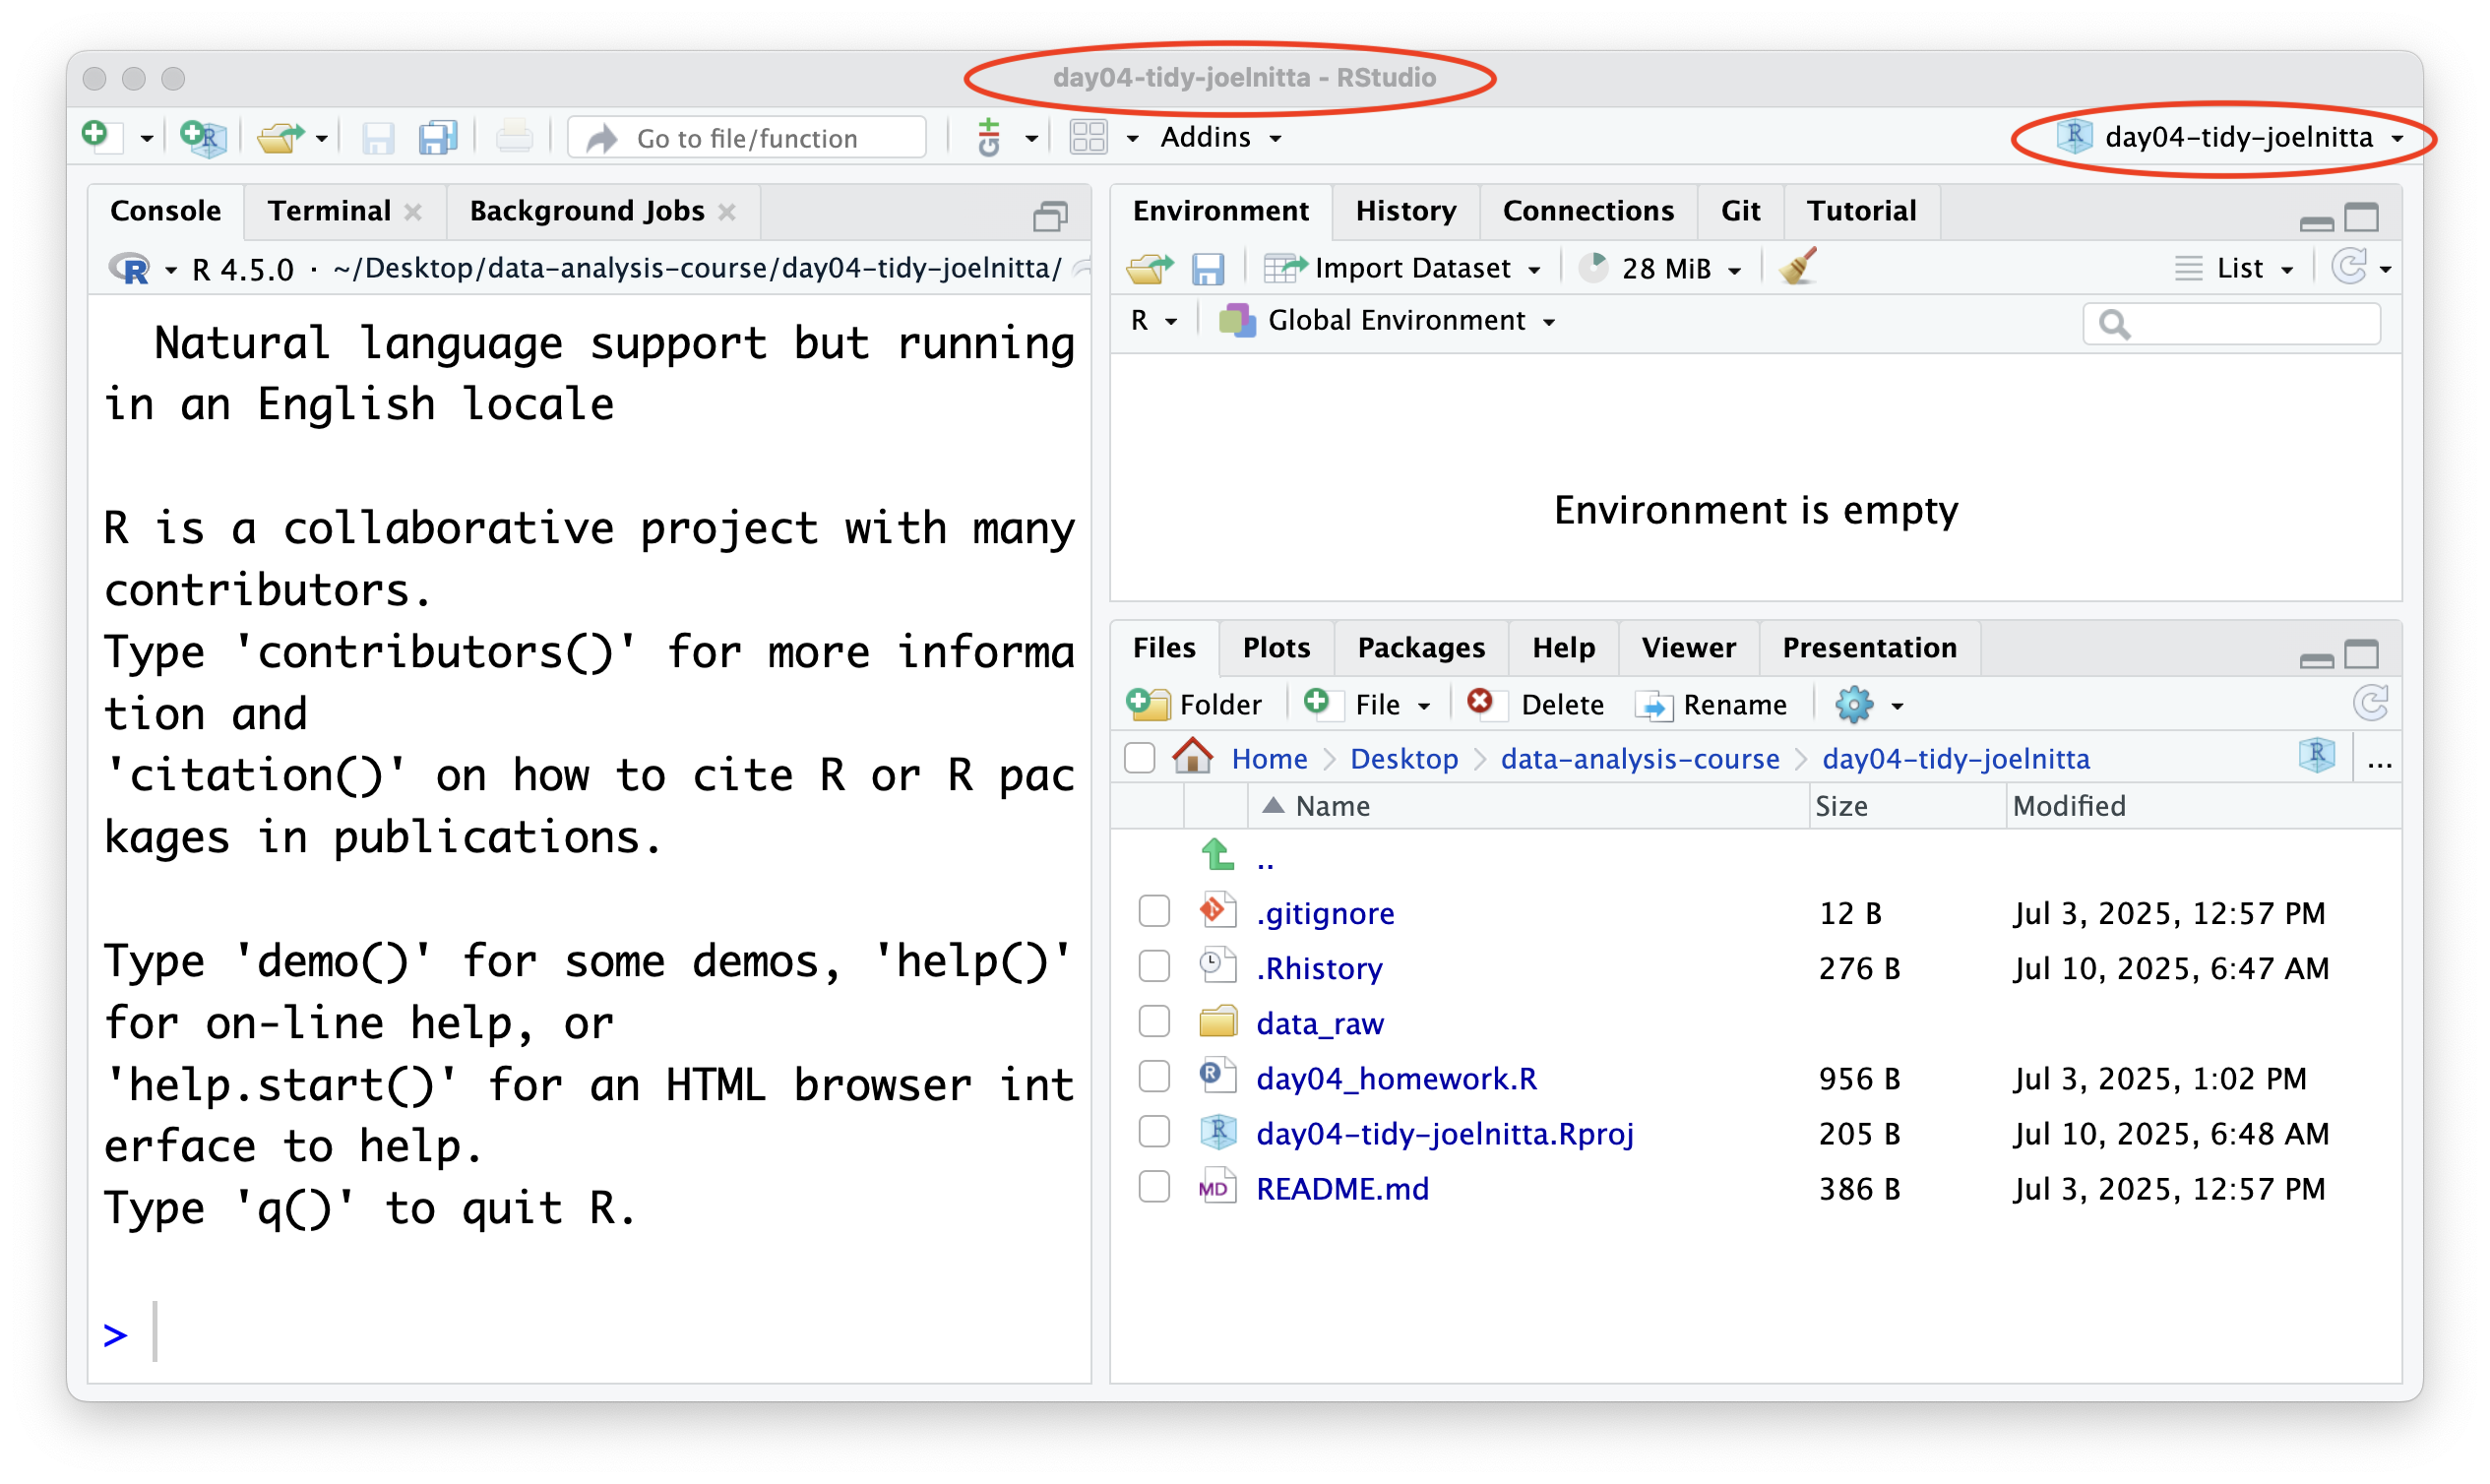 day04-tidy-joelnitta - RStudio
Go to file/function
Git
Addins
day04-tidy-joelnitta
Console Terminal Background Jobs
R 4.5.0 · ~/Desktop/data-analysis-course/day04-tidy-joelnitta/
Natural language support but running
in an English locale
R is a collaborative project with many
contributors.
Type 'contributors()' for more informa
tion and
'citation()' on how to cite R or R pac
kages in publications.
Type 'demo()' for some demos, 'help()'
for on-line help, or
'help.start()' for an HTML browser int
erface to help.
Type 'q()' to quit R.
>
Environment History Connections Git Tutorial
Import Dataset 28 MiB List
R Global Environment
Environment is empty
Files Plots Packages Help Viewer Presentation
Folder File Delete Rename
Home Desktop data-analysis-course day04-tidy-joelnitta ...
Name Size Modified
..
.gitignore 12 B Jul 3, 2025, 12:57 PM
.Rhistory 276 B Jul 10, 2025, 6:47 AM
data_raw
day04_homework.R 956 B Jul 3, 2025, 1:02 PM
day04-tidy-joelnitta.Rproj 205 B Jul 10, 2025, 6:48 AM
README.md 386 B Jul 3, 2025, 12:57 PM